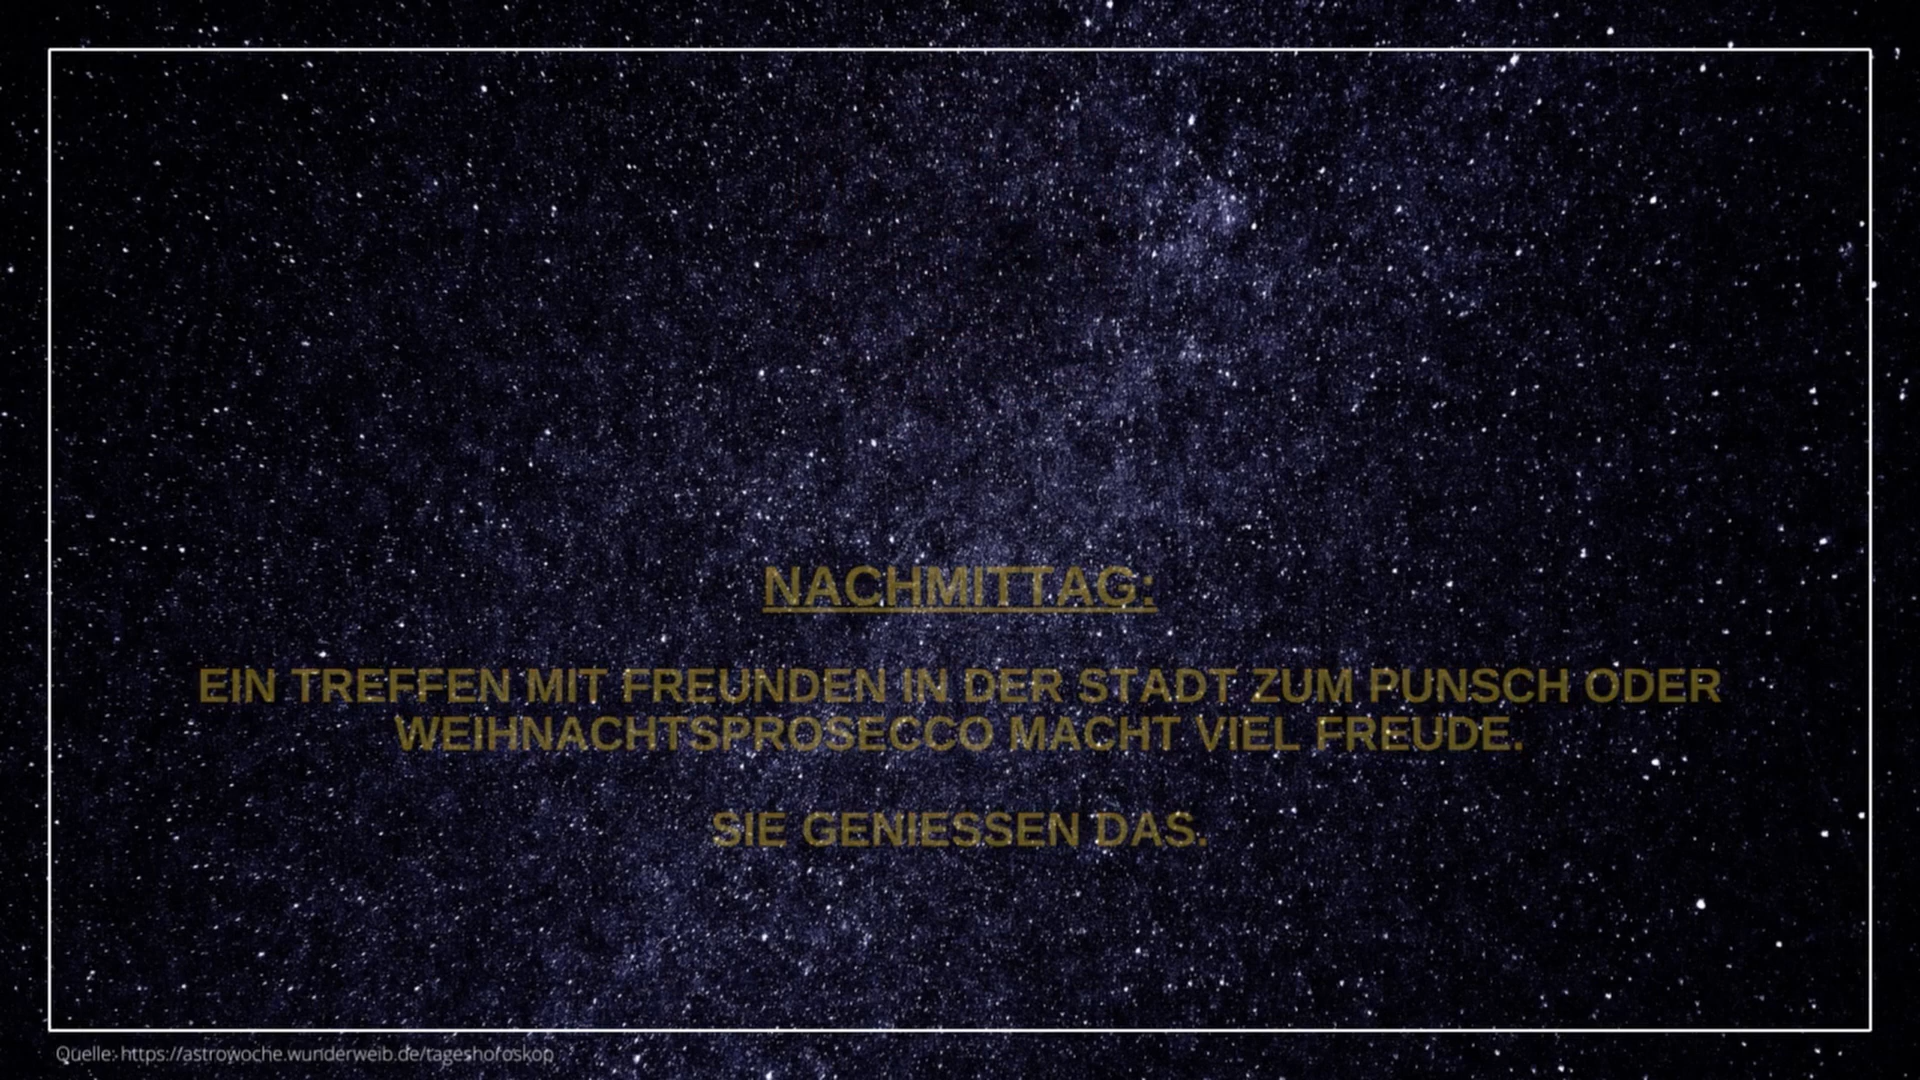 NACHMITTAG:
EIN TREFFEN MIT FREUNDEN IN DER STADT ZUM PUNSCH ODER
WEIHNACHTSPROSECCO MACHT VIEL FREUDE.
SIE GENIESSEN DAS.
Quelle: https://astrowoche.wunderweib.de/tageshoroskop